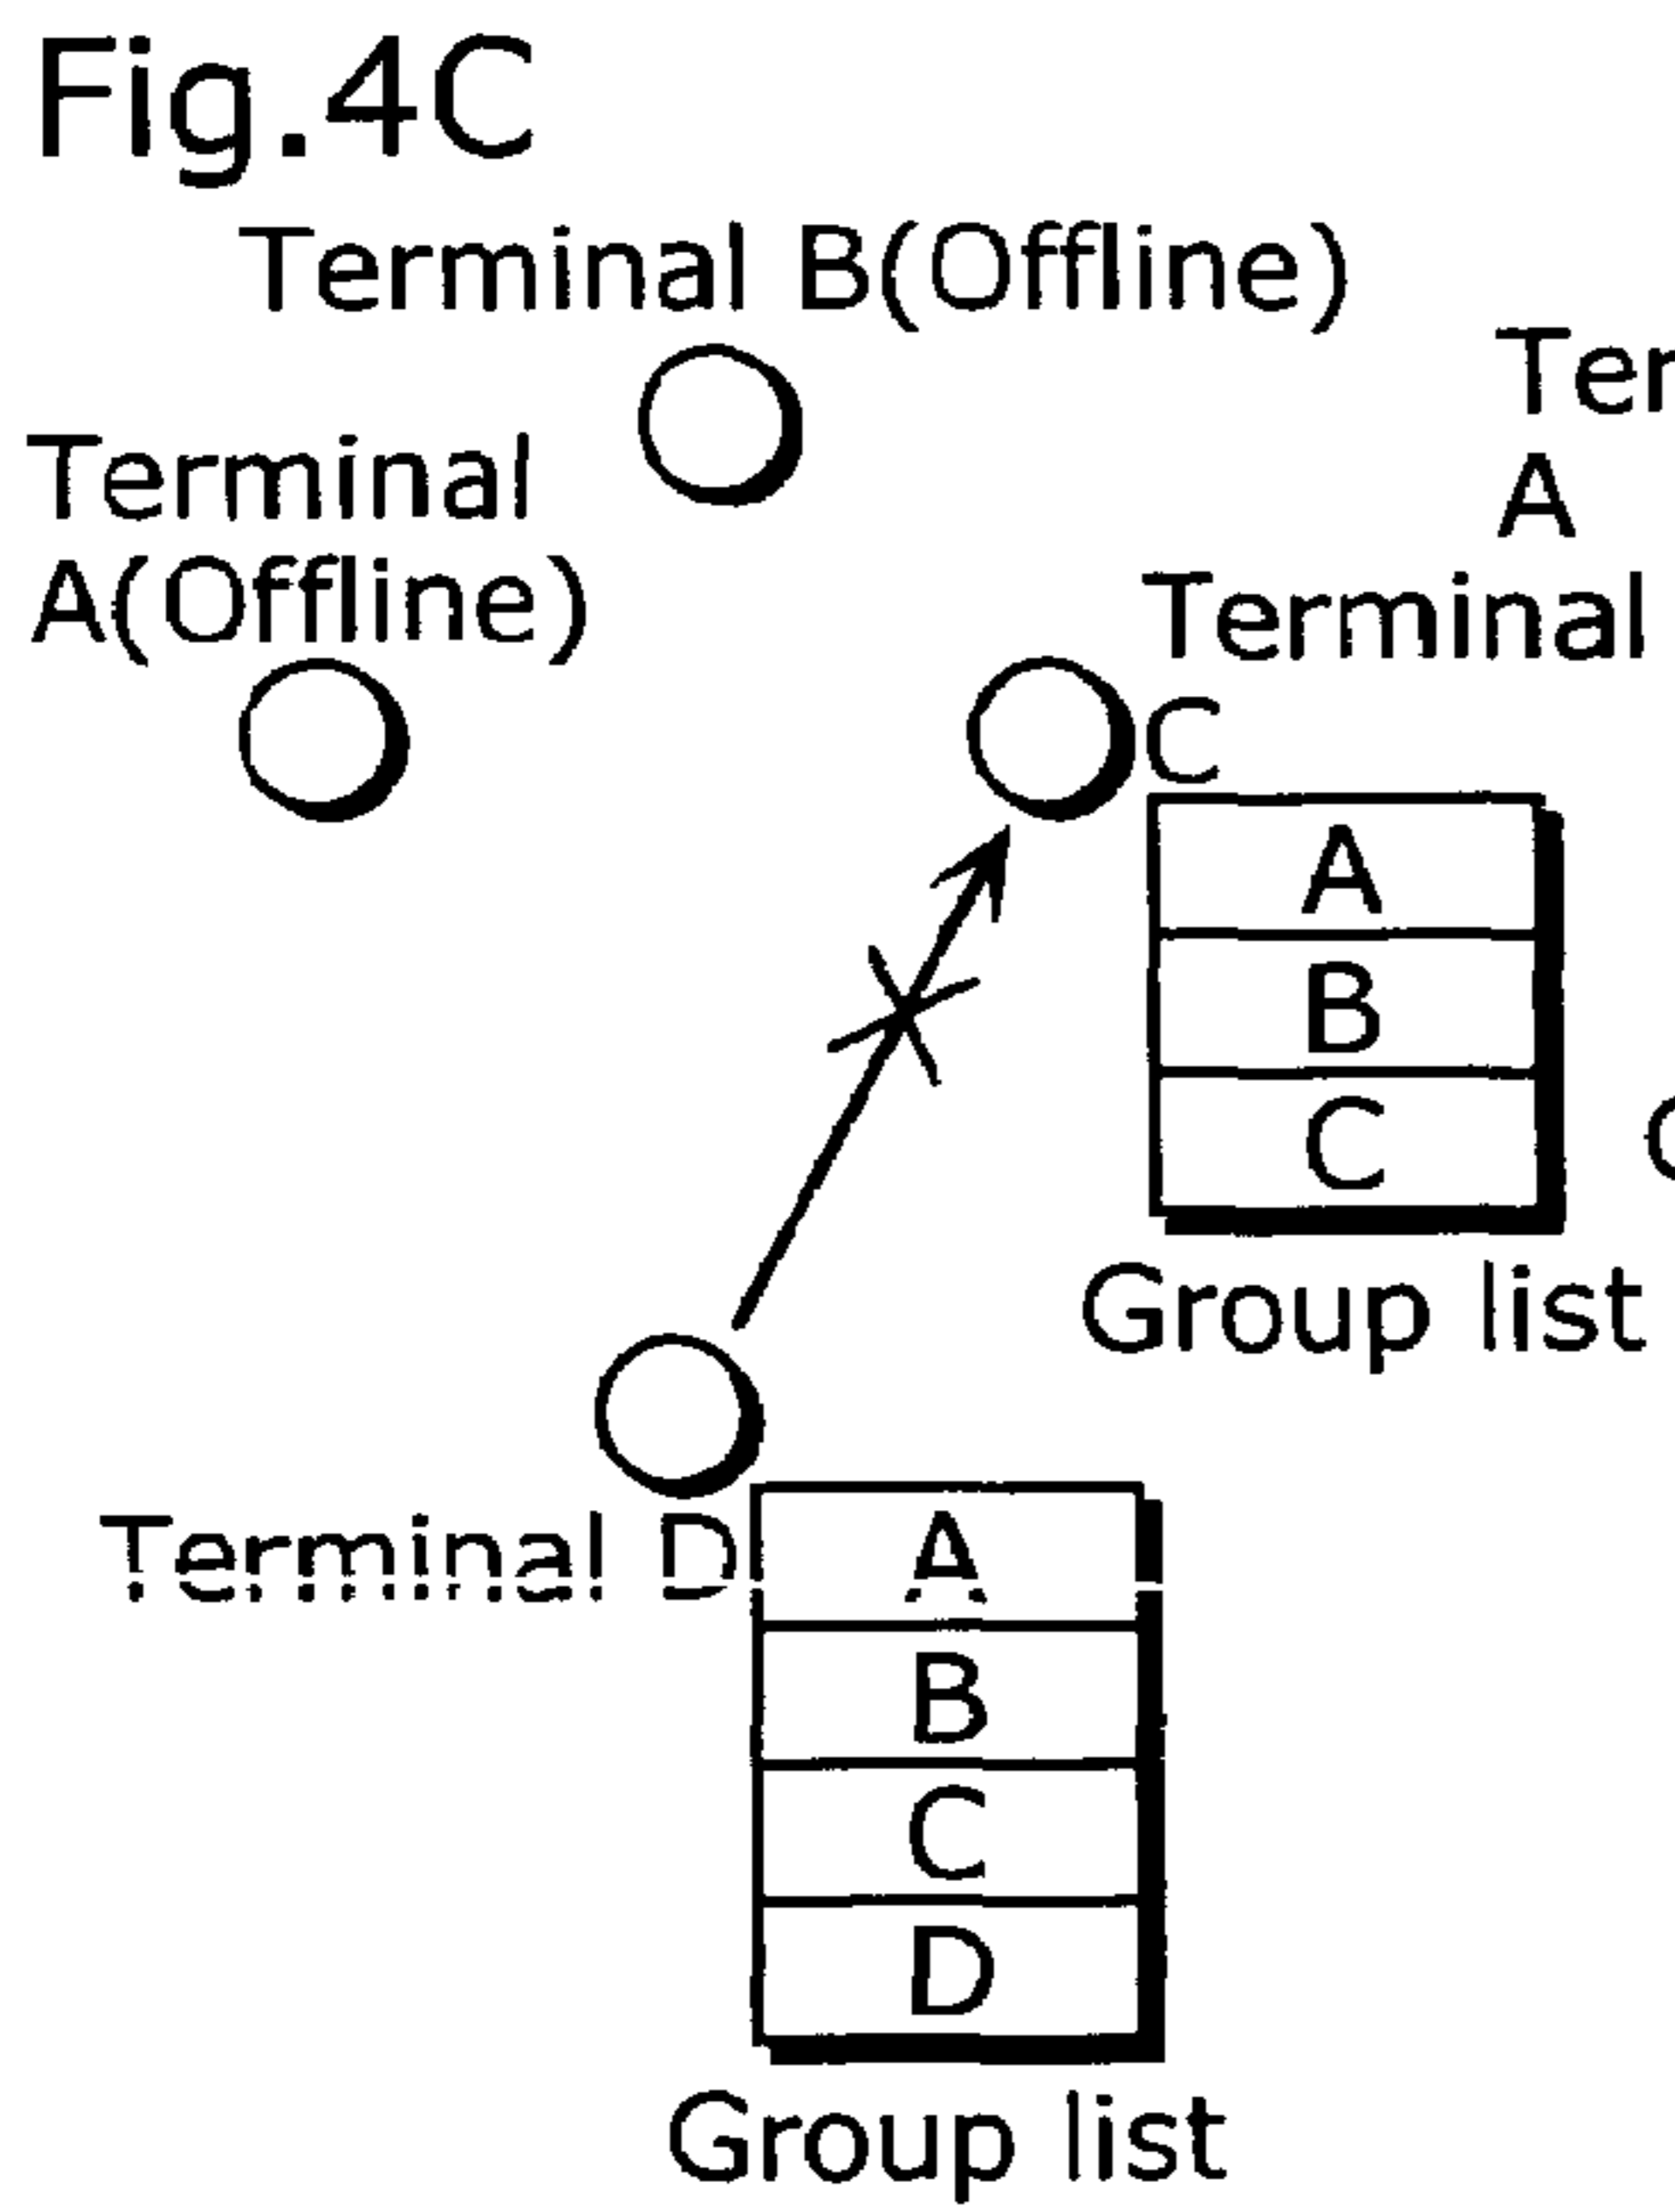 Fig.4C
Terminal B(Offline)
Terminal
A(Offline)
Ter
A
Terminal
C
A
B
C
Group list
Terminal D
A
B
C
D
Group list